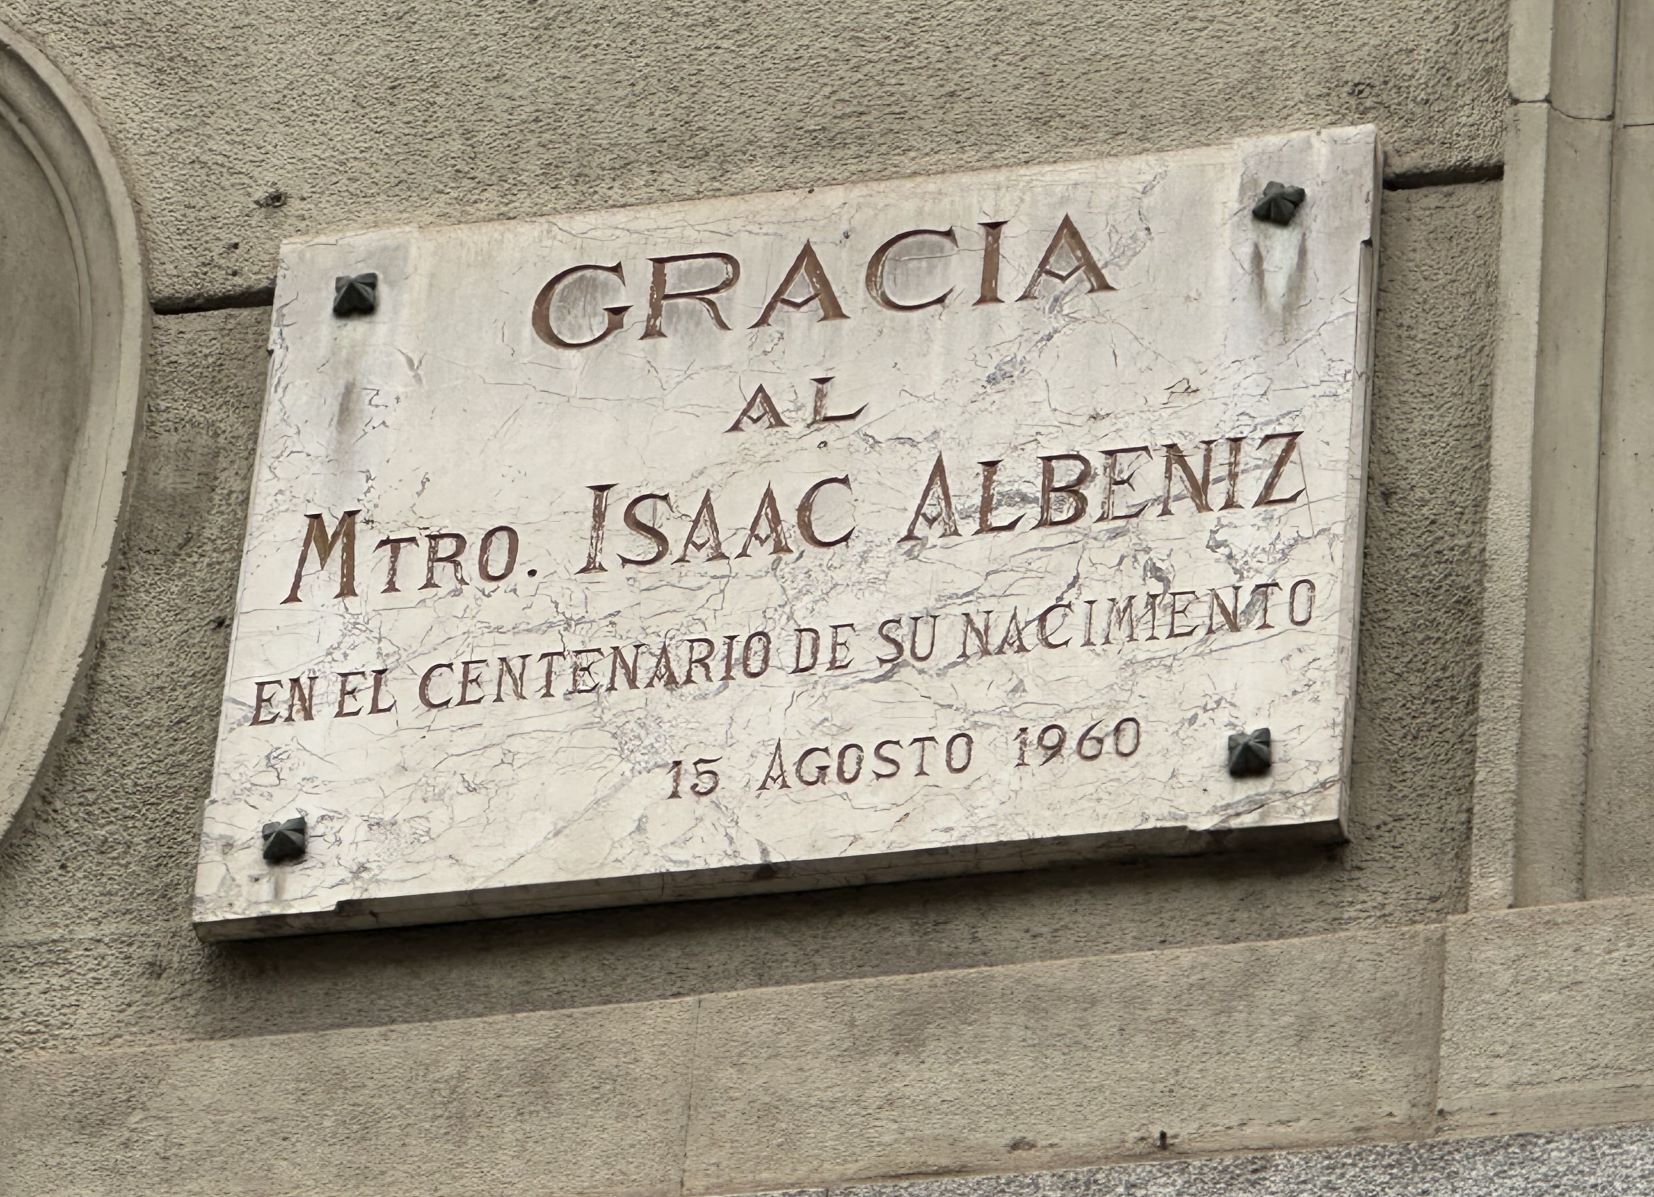 GRACIA
AL
MTRO. ISAAC ALBENIZ
EN EL CENTENARIO DE SU NACIMIENTO
15 AGOSTO 1960